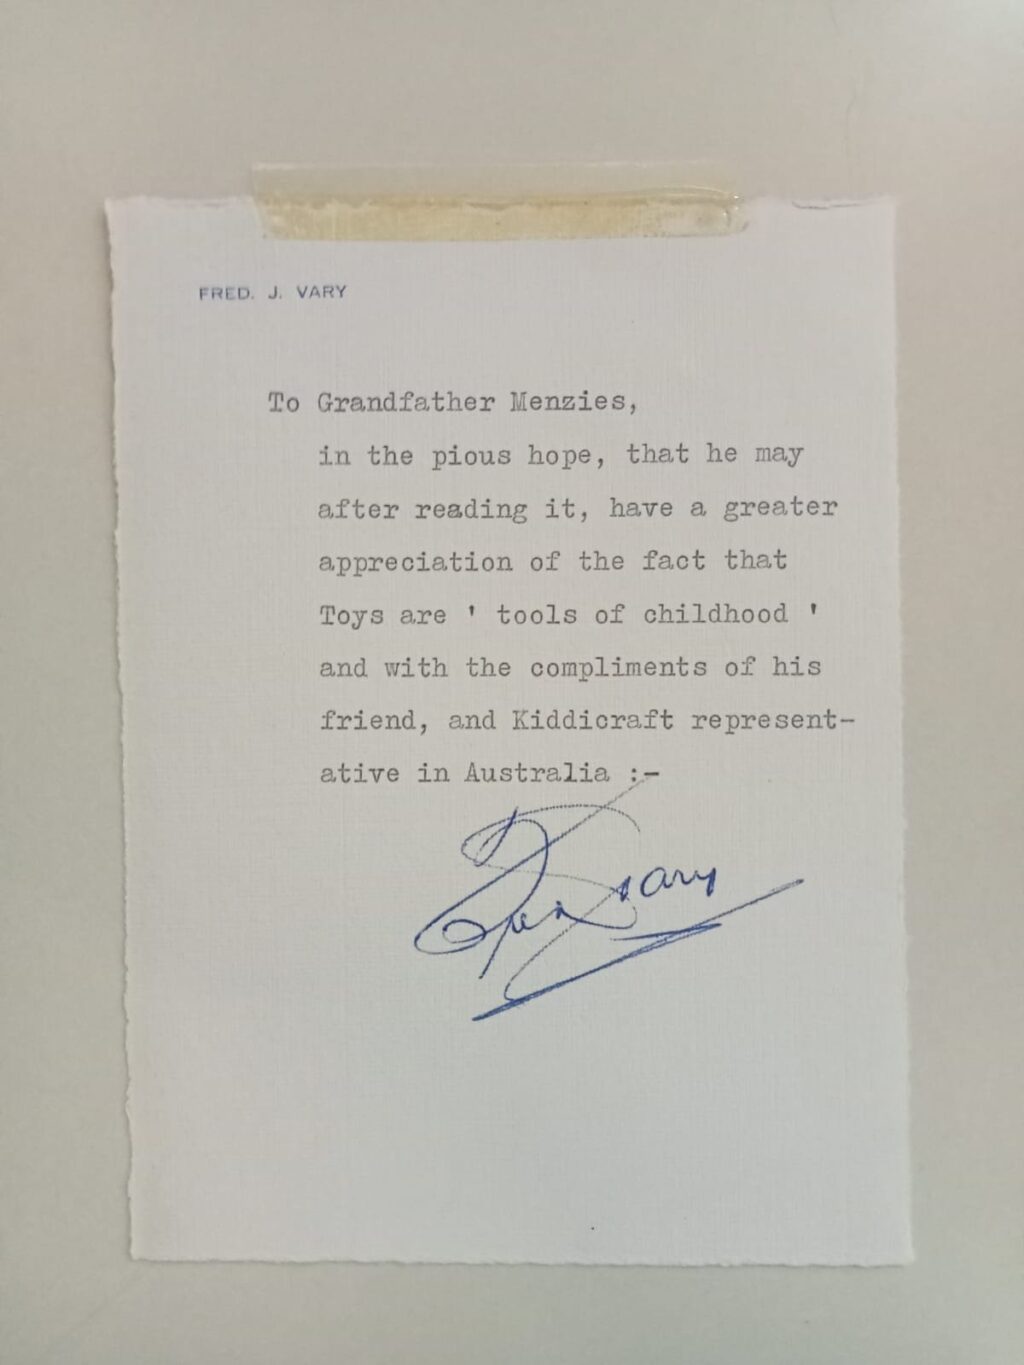 FRED. J. VARY
To Grandfather Menzies,
in the pious hope, that he may
after reading it, have a greater
appreciation of the fact that
Toys are ' tools of childhood '
and with the compliments of his
friend, and Kiddicraft represent-
ative in Australia :-
Vary